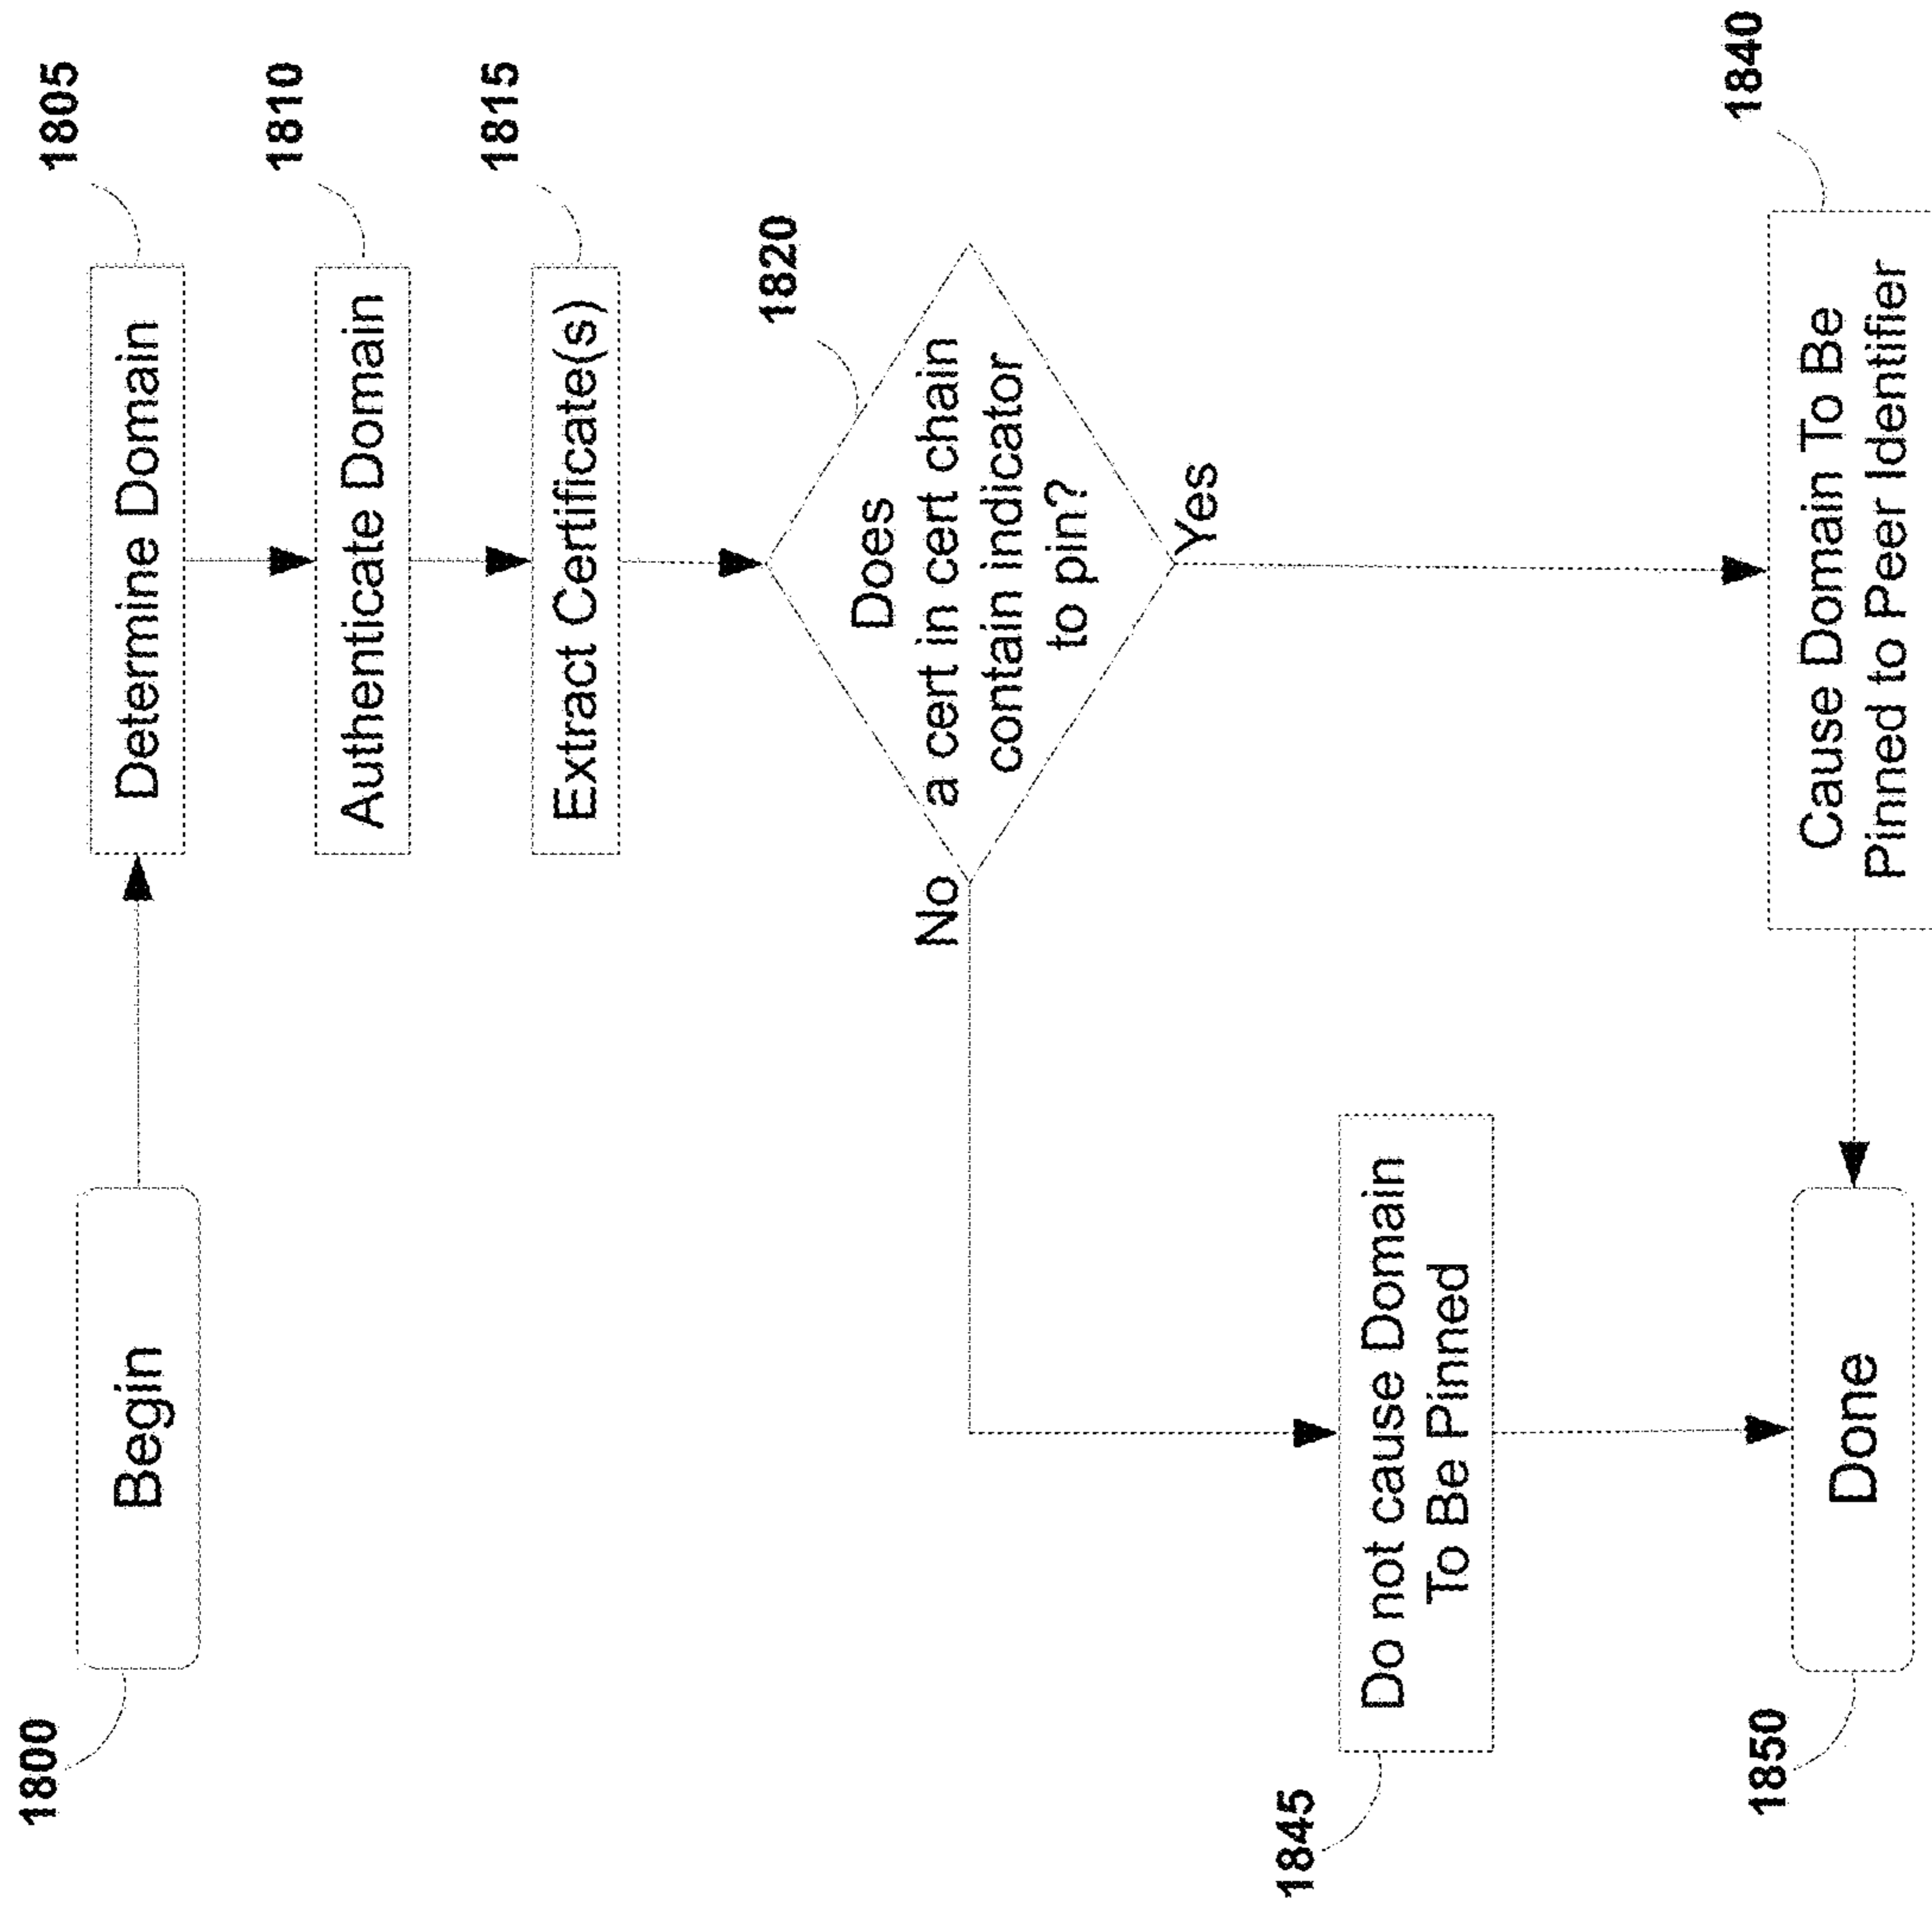 1800
Begin
1805
Determine Domain
1810
Authenticate Domain
1815
Extract Certificate(s)
1820
Does
a cert in cert chain
contain indicator
to pin?
No
Yes
1845
Do not cause Domain
To Be Pinned
1840
Cause Domain To Be
Pinned to Peer Identifier
1850
Done